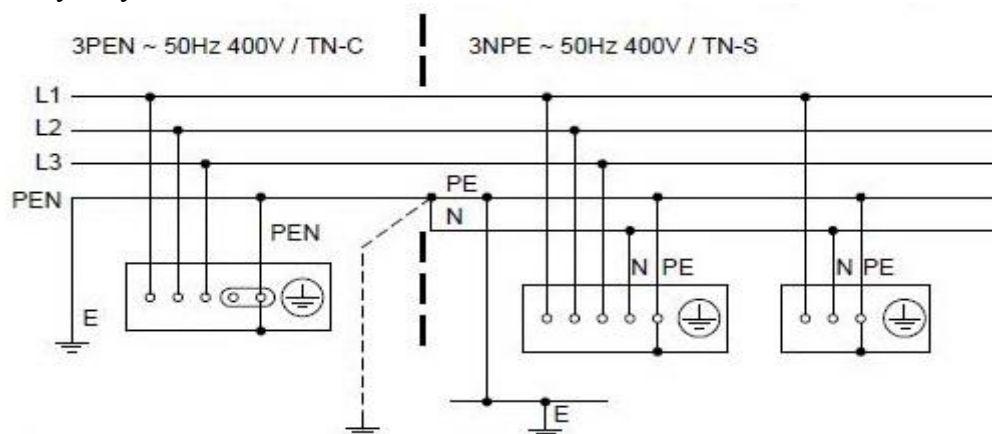 3PEN ~ 50Hz 400V / TN-C
3NPE ~ 50Hz 400V / TN-S
L1
L2
L3
PEN
PE
N
PEN
N PE
N PE
E
E